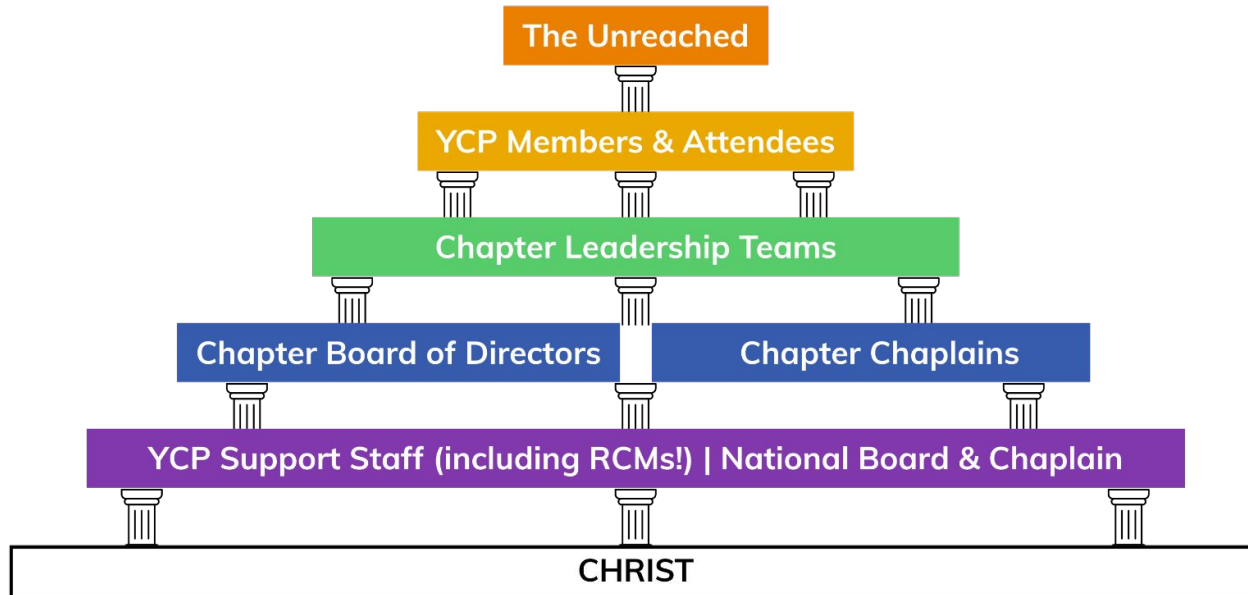 The Unreached
YCP Members & Attendees
Chapter Leadership Teams
Chapter Board of Directors
Chapter Chaplains
YCP Support Staff (including RCMs!) | National Board & Chaplain
CHRIST